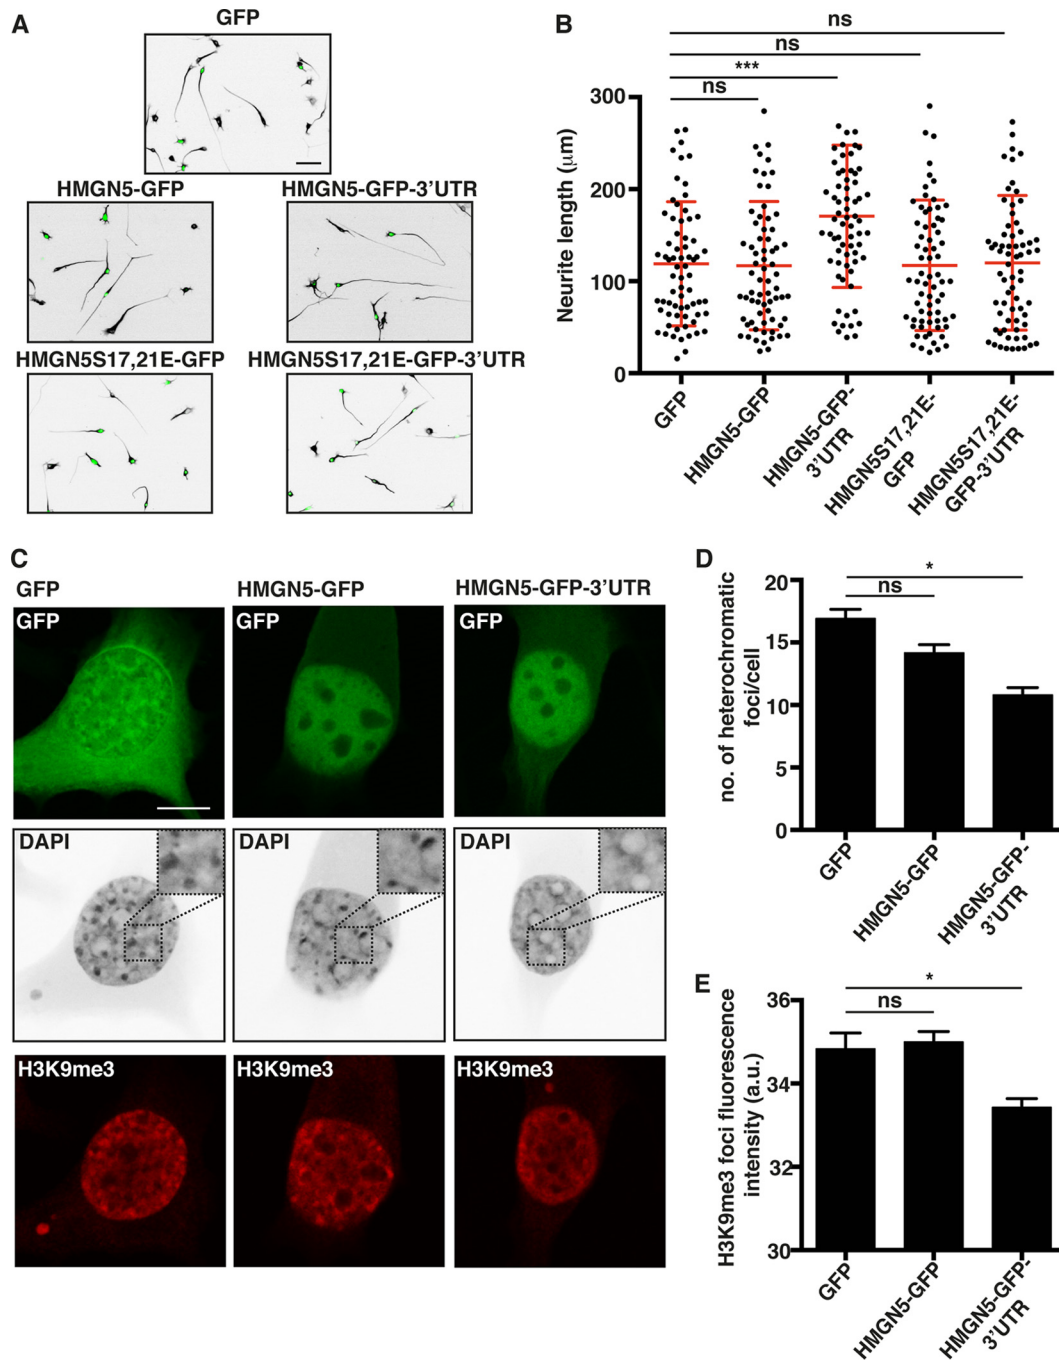 A
GFP
HMGN5-GFP
HMGN5-GFP-3'UTR
HMGN5S17,21E-GFP
HMGN5S17,21E-GFP-3'UTR
B
ns
ns
***
ns
Neurite length (μm)
300
200
100
0
GFP
HMGN5-GFP
HMGN5-GFP-
3'UTR
HMGN5S17,21E-
GFP
HMGN5S17,21E-
GFP-3'UTR
C
GFP
HMGN5-GFP
HMGN5-GFP-3'UTR
GFP
GFP
GFP
DAPI
DAPI
DAPI
H3K9me3
H3K9me3
H3K9me3
D
*
ns
no. of heterochromatic
foci/cell
20
15
10
5
0
GFP
HMGN5-GFP
HMGN5-GFP-
3'UTR
E
*
ns
H3K9me3 foci fluorescence
intensity (a.u.)
36
34
32
30
GFP
HMGN5-GFP
HMGN5-GFP-
3'UTR